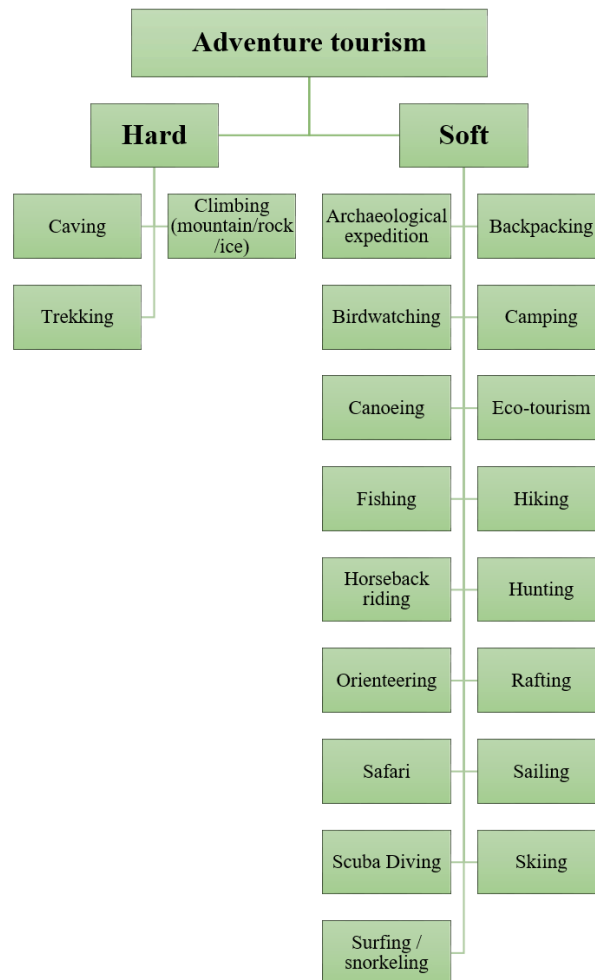 Adventure tourism
Hard
Soft
Caving
Climbing
(mountain/rock
/ice)
Trekking
Archaeological
expedition
Backpacking
Birdwatching
Camping
Canoeing
Eco-tourism
Fishing
Hiking
Horseback
riding
Hunting
Orienteering
Rafting
Safari
Sailing
Scuba Diving
Skiing
Surfing /
snorkeling